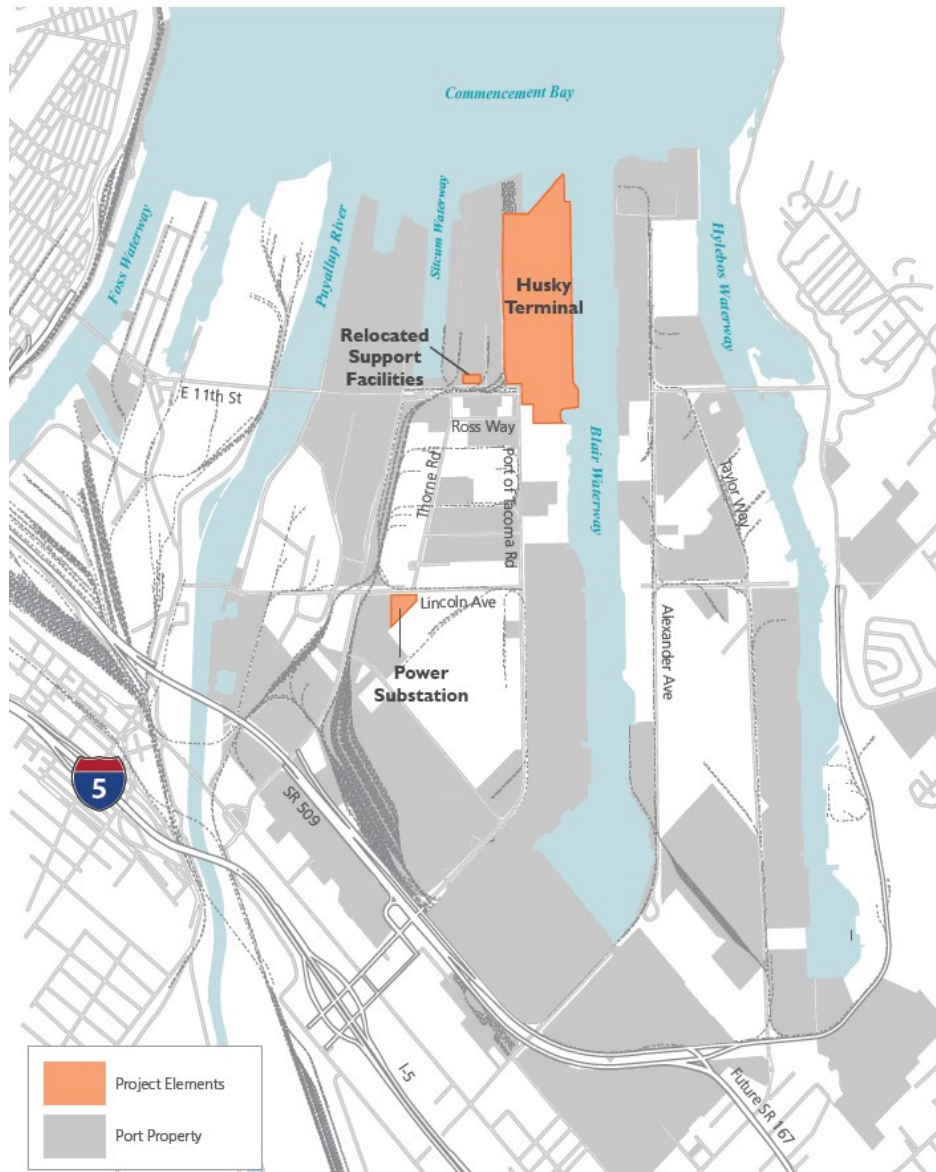 Commencement Bay
Foss Waterway
Puyallup River
Sitcum Waterway
Husky
Terminal
Hylebos Waterway
Relocated
Support
Facilities
E 11th St
Ross Way
Blair Waterway
Thorne Rd
Port of Tacoma Rd
Taylor Way
Lincoln Ave
Alexander Ave
Power
Substation
5
SR 509
I-5
Future SR 167
Project Elements
Port Property